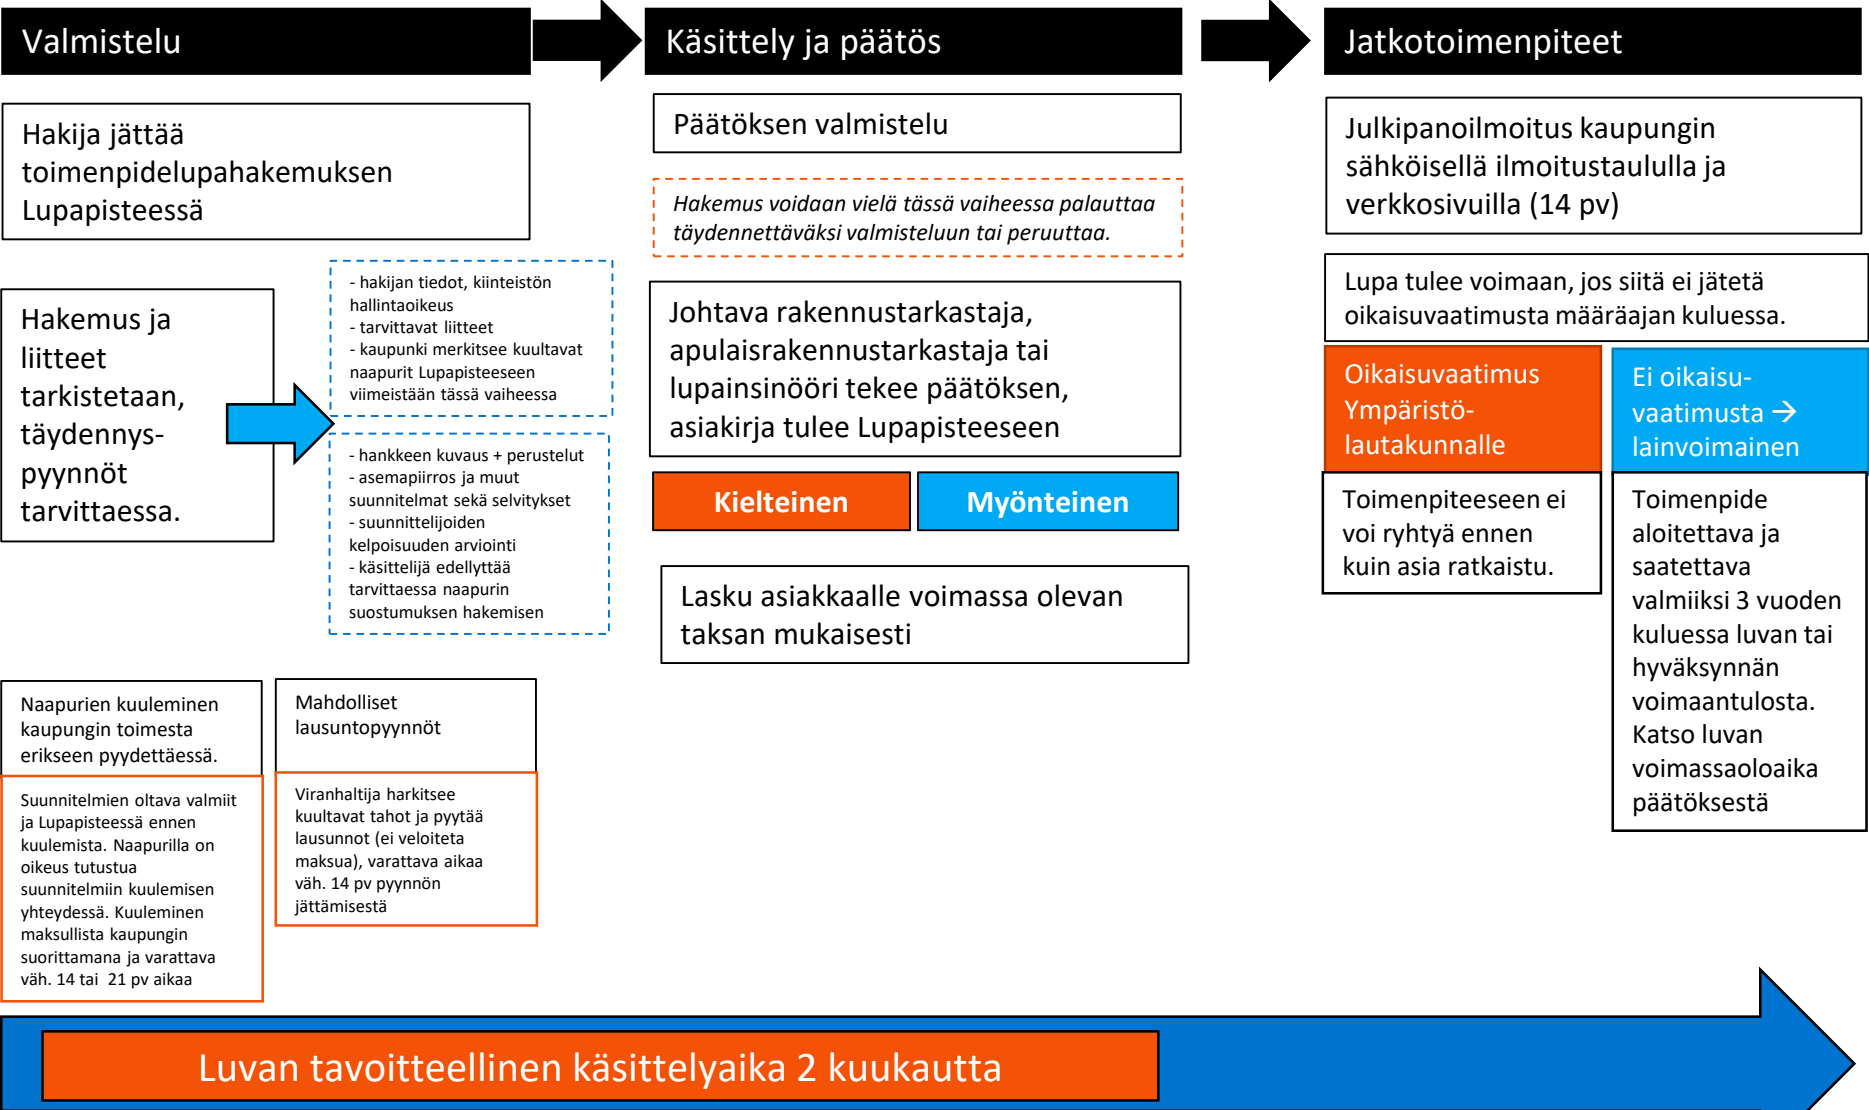 Valmistelu
Hakija jättää
toimenpidelupahakemuksen
Lupapisteessä
Hakemus ja
liitteet
tarkistetaan,
täydennys-
pyynnöt
tarvittaessa.
- hakijan tiedot, kiinteistön
hallintaoikeus
- tarvittavat liitteet
- kaupunki merkitsee kuultavat
naapurit Lupapisteeseen
viimeistään tässä vaiheessa
- hankkeen kuvaus + perustelut
- asemapiirros ja muut
suunnitelmat sekä selvitykset
- suunnittelijoiden
kelpoisuuden arviointi
- käsittelijä edellyttää
tarvittaessa naapurin
suostumuksen hakemisen
Naapurien kuuleminen
kaupungin toimesta
erikseen pyydettäessä.
Suunnitelmien oltava valmiit
ja Lupapisteessä ennen
kuulemista. Naapurilla on
oikeus tutustua
suunnitelmiin kuulemisen
yhteydessä. Kuuleminen
maksullista kaupungin
suorittamana ja varattava
väh. 14 tai  21 pv aikaa
Mahdolliset
lausuntopyynnöt
Viranhaltija harkitsee
kuultavat tahot ja pyytää
lausunnot (ei veloiteta
maksua), varattava aikaa
väh. 14 pv pyynnön
jättämisestä
Käsittely ja päätös
Päätöksen valmistelu
Hakemus voidaan vielä tässä vaiheessa palauttaa
täydennettäväksi valmisteluun tai peruuttaa.
Johtava rakennustarkastaja,
apulaisrakennustarkastaja tai
lupainsinööri tekee päätöksen,
asiakirja tulee Lupapisteeseen
Kielteinen
Myönteinen
Lasku asiakkaalle voimassa olevan
taksan mukaisesti
Jatkotoimenpiteet
Julkipanoilmoitus kaupungin
sähköisellä ilmoitustaululla ja
verkkosivuilla (14 pv)
Lupa tulee voimaan, jos siitä ei jätetä
oikaisuvaatimusta määräajan kuluessa.
Oikaisuvaatimus
Ympäristö-
lautakunnalle
Toimenpiteeseen ei
voi ryhtyä ennen
kuin asia ratkaistu.
Ei oikaisu-
vaatimusta →
lainvoimainen
Toimenpide
aloitettava ja
saatettava
valmiiksi 3 vuoden
kuluessa luvan tai
hyväksynnän
voimaantulosta.
Katso luvan
voimassaoloaika
päätöksestä
Luvan tavoitteellinen käsittelyaika 2 kuukautta